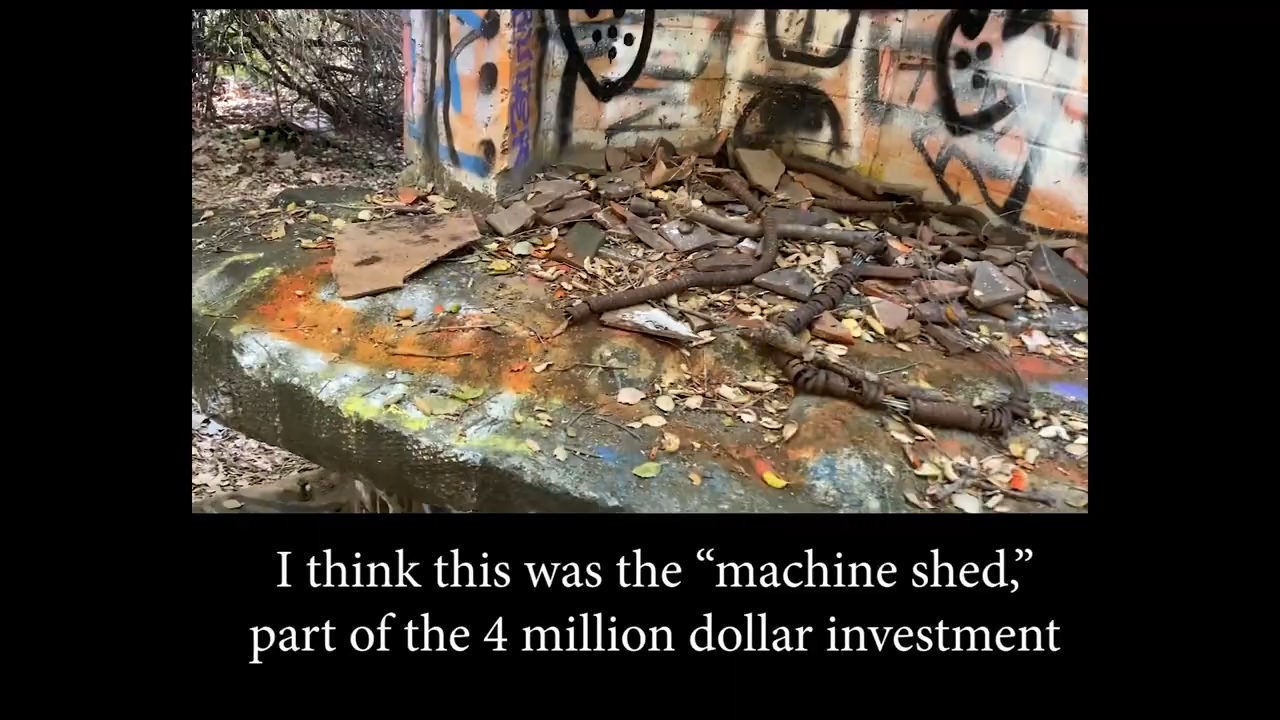 I think this was the “machine shed,”
part of the 4 million dollar investment